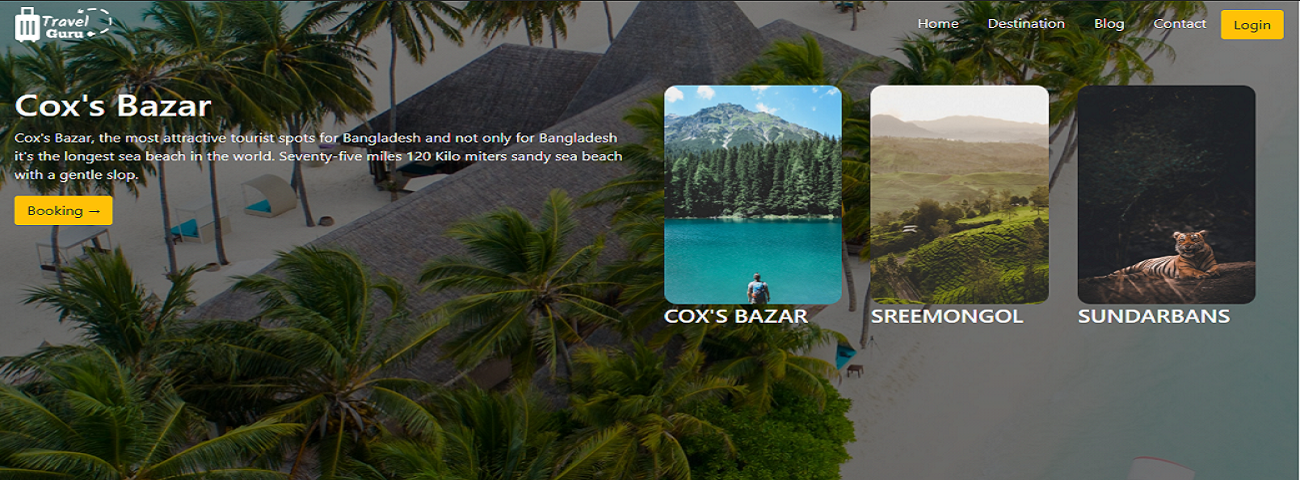 Travel
Guru
Home Destination Blog Contact Login
Cox's Bazar
Cox's Bazar, the most attractive tourist spots for Bangladesh and not only for Bangladesh
it's the longest sea beach in the world. Seventy-five miles 120 Kilo miters sandy sea beach
with a gentle slop.
Booking →
COX'S BAZAR
SREEMONGOL
SUNDARBANS